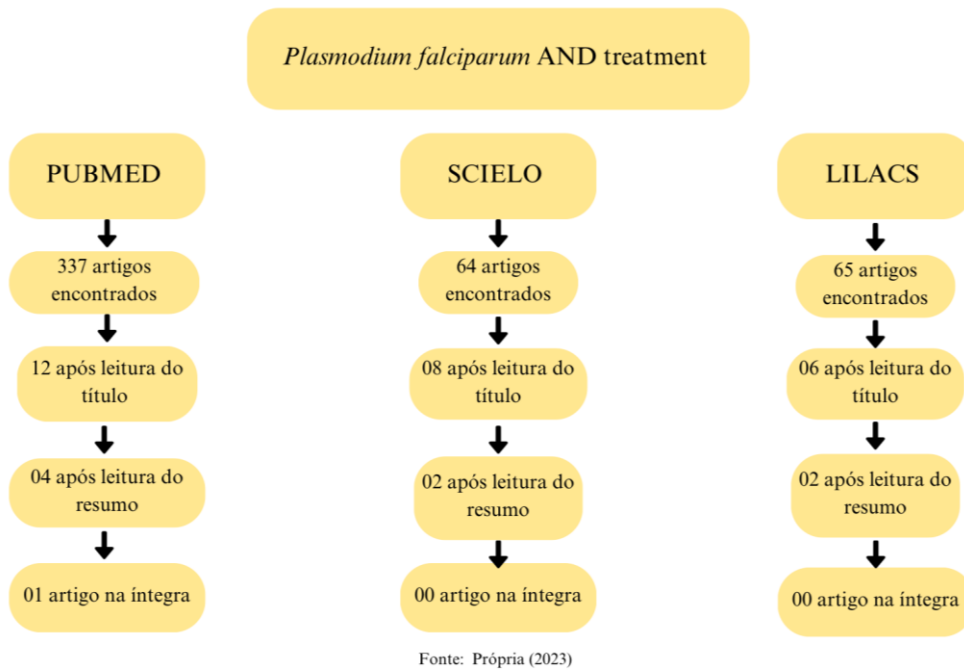 Plasmodium falciparum AND treatment
PUBMED
337 artigos
encontrados
12 após leitura do
título
04 após leitura do
resumo
01 artigo na íntegra
SCIELO
64 artigos
encontrados
08 após leitura do
título
02 após leitura do
resumo
00 artigo na íntegra
LILACS
65 artigos
encontrados
06 após leitura do
título
02 após leitura do
resumo
00 artigo na íntegra
Fonte: Própria (2023)